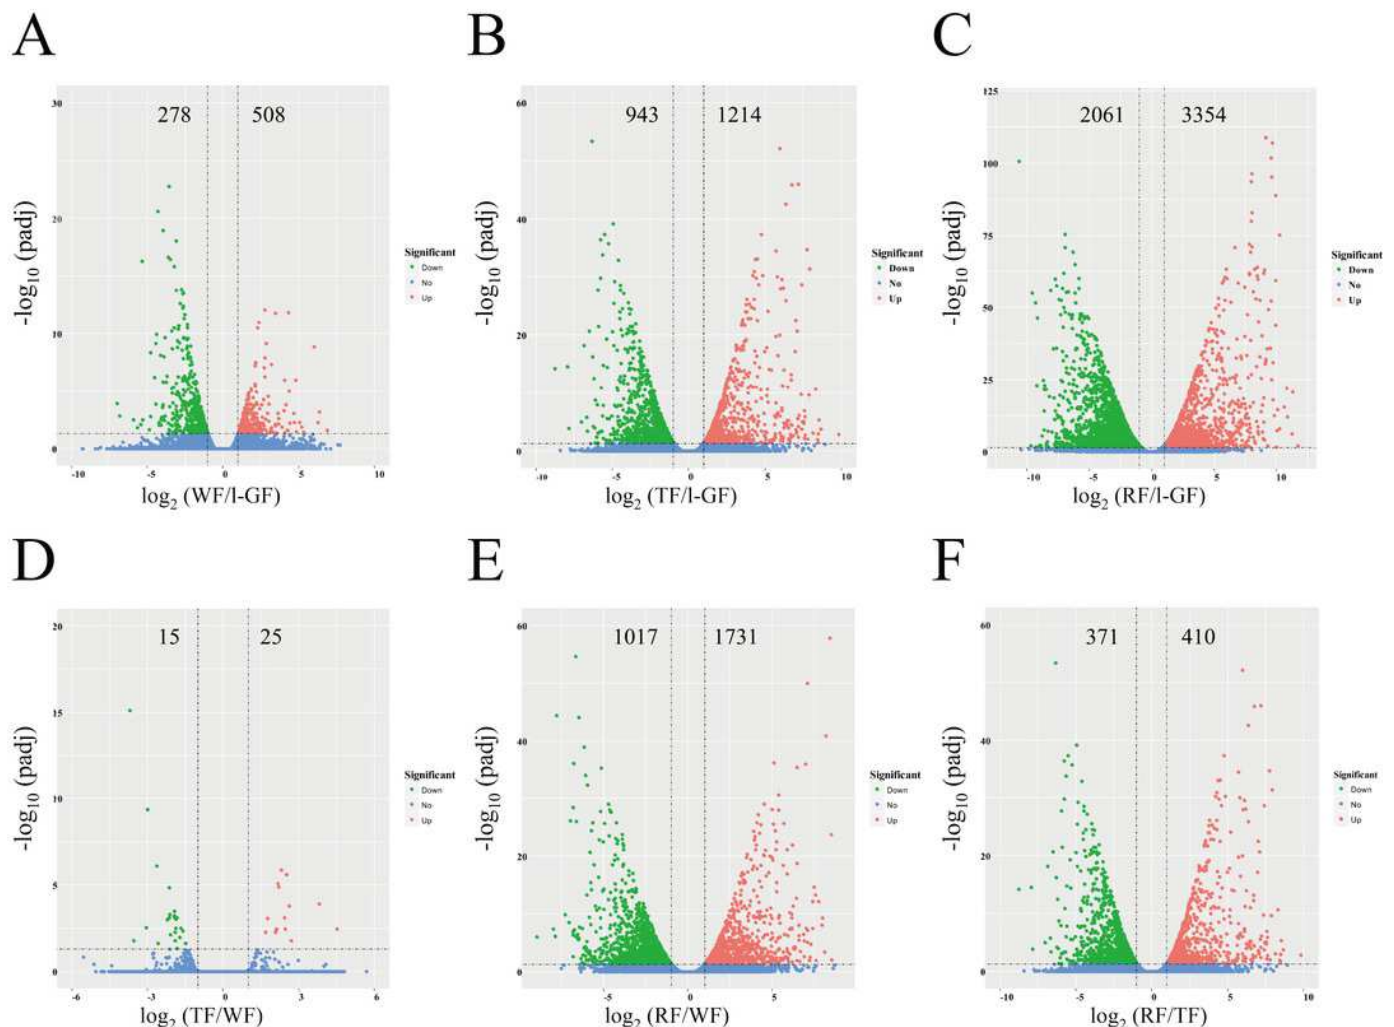 A
278 508
30
20
10
0
-log10 (padj)
-10 -5 0 5 10
log2 (WF/l-GF)
Significant
Down
No
Up
B
943 1214
60
40
20
0
-log10 (padj)
-10 -5 0 5 10
log2 (TF/l-GF)
Significant
Down
No
Up
C
2061 3354
125
100
75
50
25
0
-log10 (padj)
-10 -5 0 5 10
log2 (RF/l-GF)
Significant
Down
No
Up
D
15 25
20
15
10
5
0
-log10 (padj)
-6 -3 0 3 6
log2 (TF/WF)
Significant
Down
No
Up
E
1017 1731
60
40
20
0
-log10 (padj)
-5 0 5
log2 (RF/WF)
Significant
Down
No
Up
F
371 410
60
40
20
0
-log10 (padj)
-10 -5 0 5 10
log2 (RF/TF)
Significant
Down
No
Up